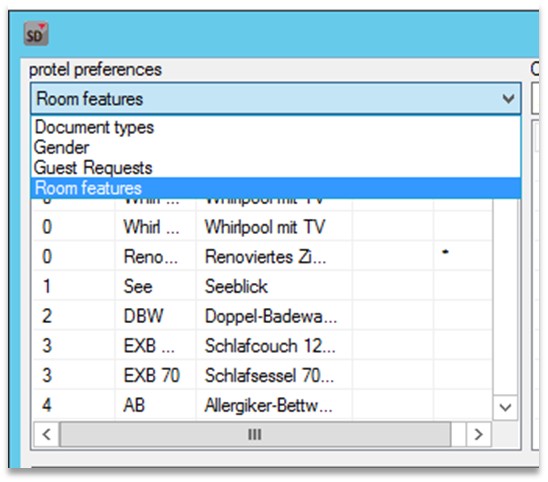 SD
protel preferences
Room features
Document types
Gender
Guest Requests
Room features
0 Whirl ... Whirlpool mit TV
0 Whirl ... Whirlpool mit TV
0 Reno... Renoviertes Zi... *
1 See Seeblick
2 DBW Doppel-Badewa...
3 EXB ... Schlafcouch 12...
3 EXB 70 Schlafsessel 70...
4 AB Allergiker-Bettw...